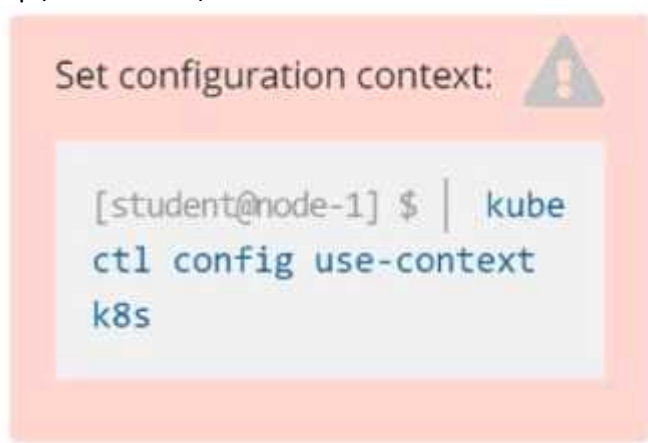 Set configuration context:
[student@node-1] $ | kube
ctl config use-context
k8s